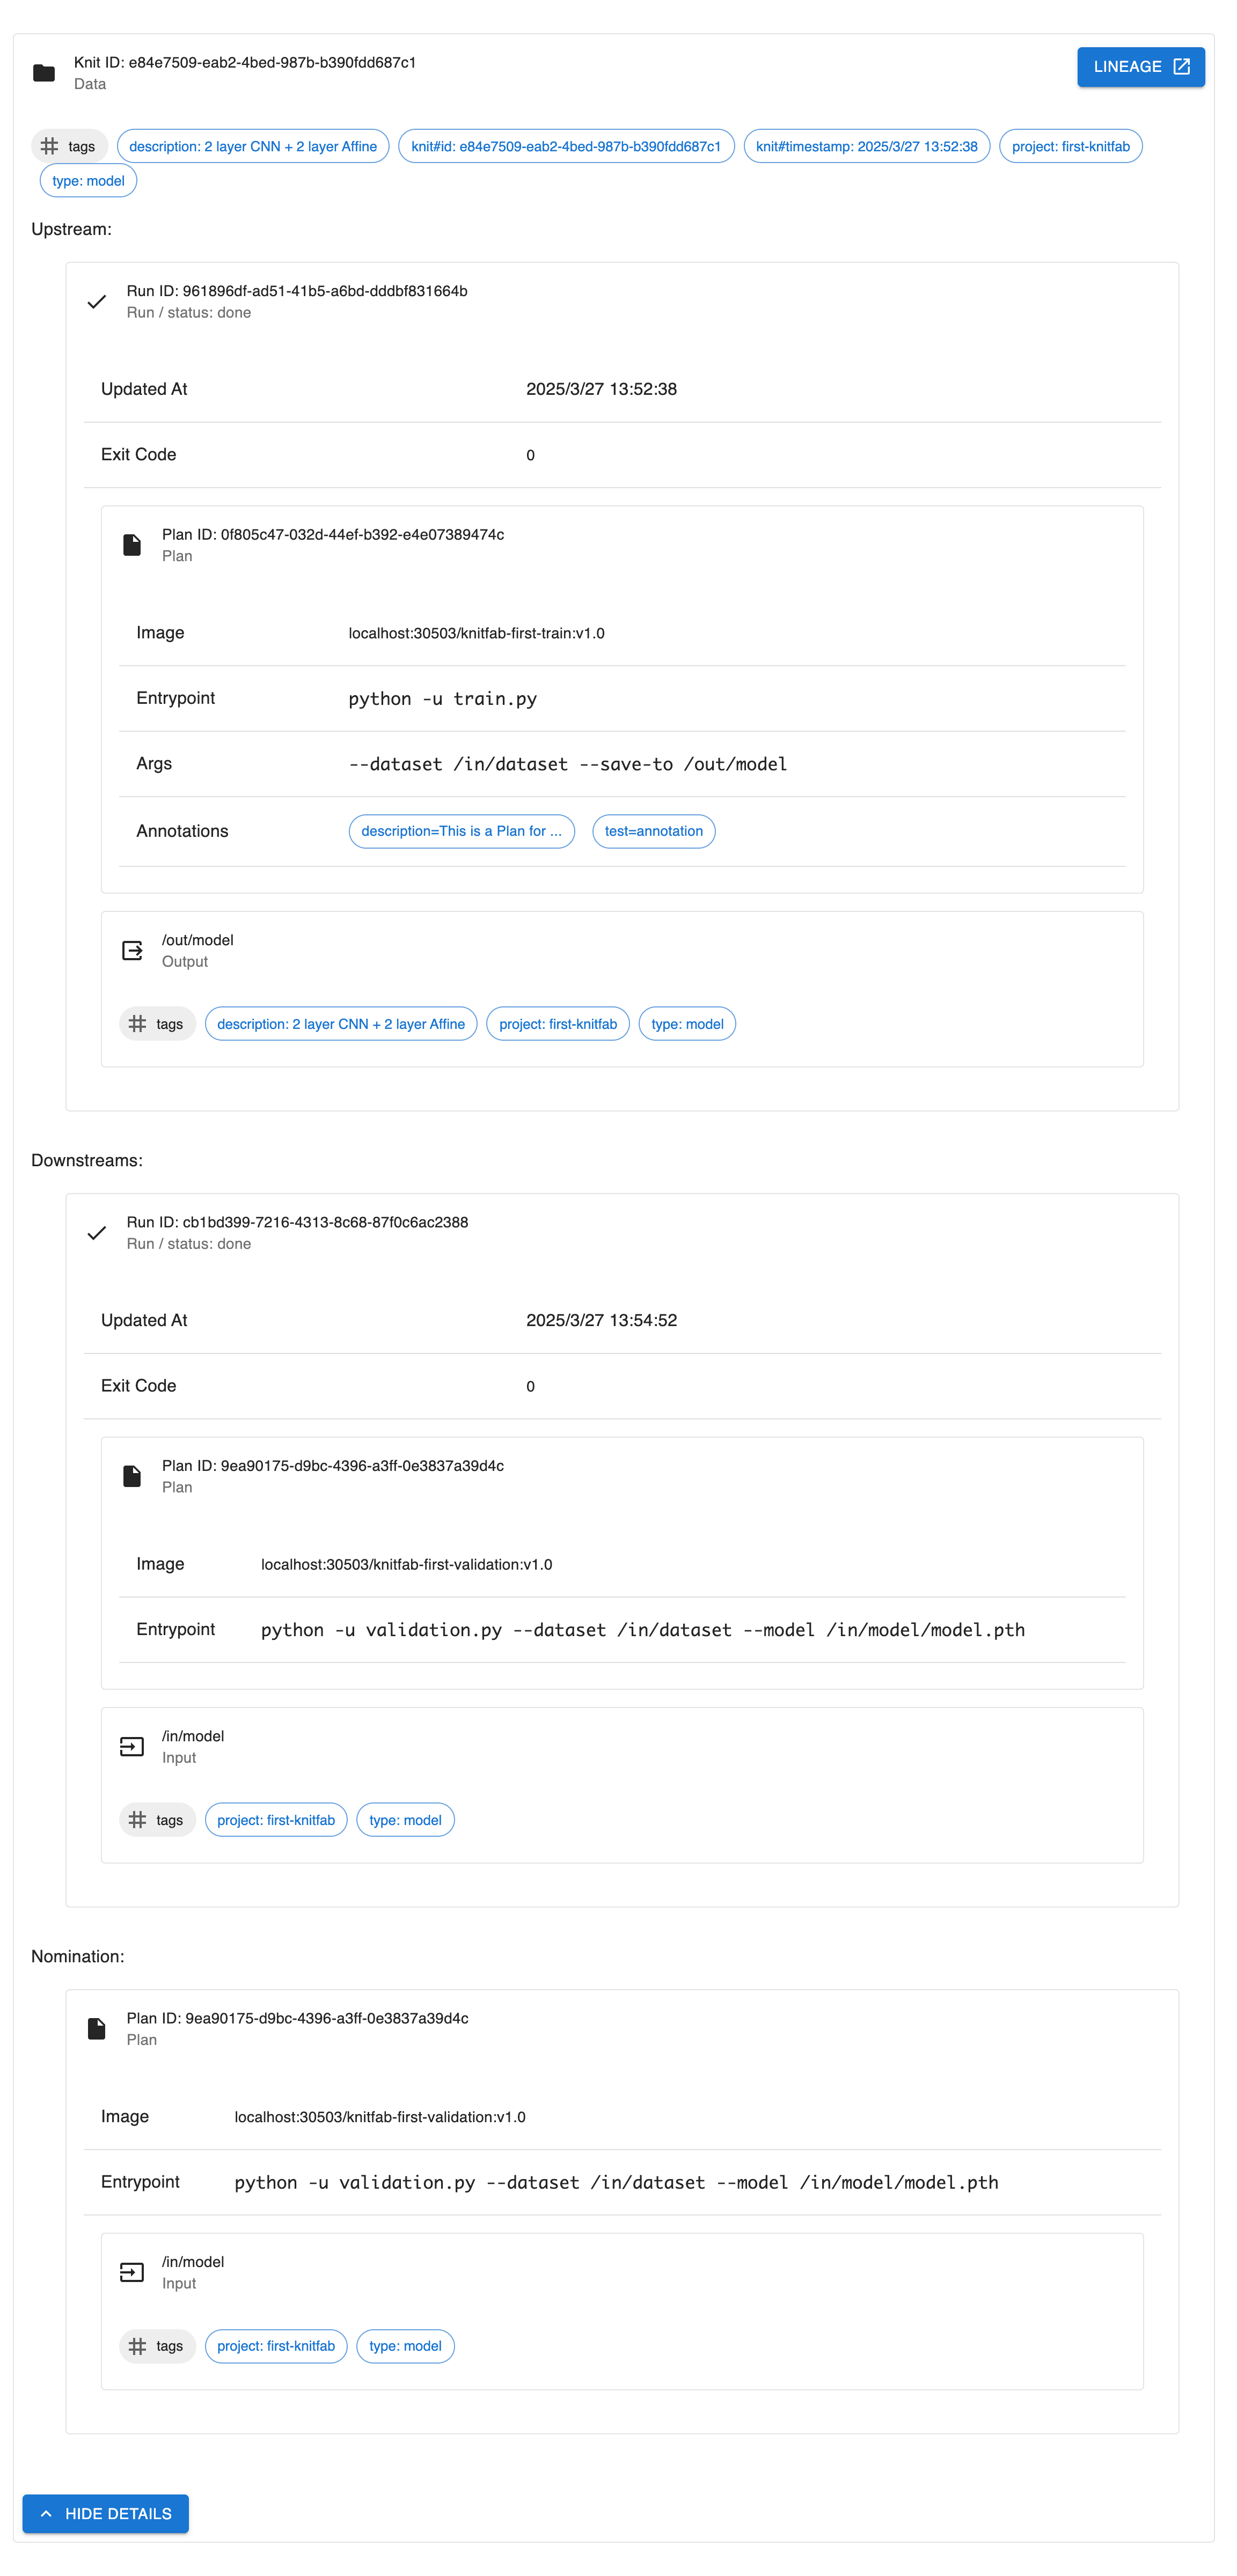 Knit ID: e84e7509-eab2-4bed-987b-b390fdd687c1
Data
LINEAGE
tags
description: 2 layer CNN + 2 layer Affine
knit#id: e84e7509-eab2-4bed-987b-b390fdd687c1
knit#timestamp: 2025/3/27 13:52:38
project: first-knitfab
type: model
Upstream:
Run ID: 961896df-ad51-41b5-a6bd-dddbf831664b
Run / status: done
Updated At 2025/3/27 13:52:38
Exit Code 0
Plan ID: 0f805c47-032d-44ef-b392-e4e07389474c
Plan
Image localhost:30503/knitfab-first-train:v1.0
Entrypoint python -u train.py
Args --dataset /in/dataset --save-to /out/model
Annotations description=This is a Plan for ... test=annotation
/out/model
Output
tags description: 2 layer CNN + 2 layer Affine project: first-knitfab type: model
Downstreams:
Run ID: cb1bd399-7216-4313-8c68-87f0c6ac2388
Run / status: done
Updated At 2025/3/27 13:54:52
Exit Code 0
Plan ID: 9ea90175-d9bc-4396-a3ff-0e3837a39d4c
Plan
Image localhost:30503/knitfab-first-validation:v1.0
Entrypoint python -u validation.py --dataset /in/dataset --model /in/model/model.pth
/in/model
Input
tags project: first-knitfab type: model
Nomination:
Plan ID: 9ea90175-d9bc-4396-a3ff-0e3837a39d4c
Plan
Image localhost:30503/knitfab-first-validation:v1.0
Entrypoint python -u validation.py --dataset /in/dataset --model /in/model/model.pth
/in/model
Input
tags project: first-knitfab type: model
HIDE DETAILS